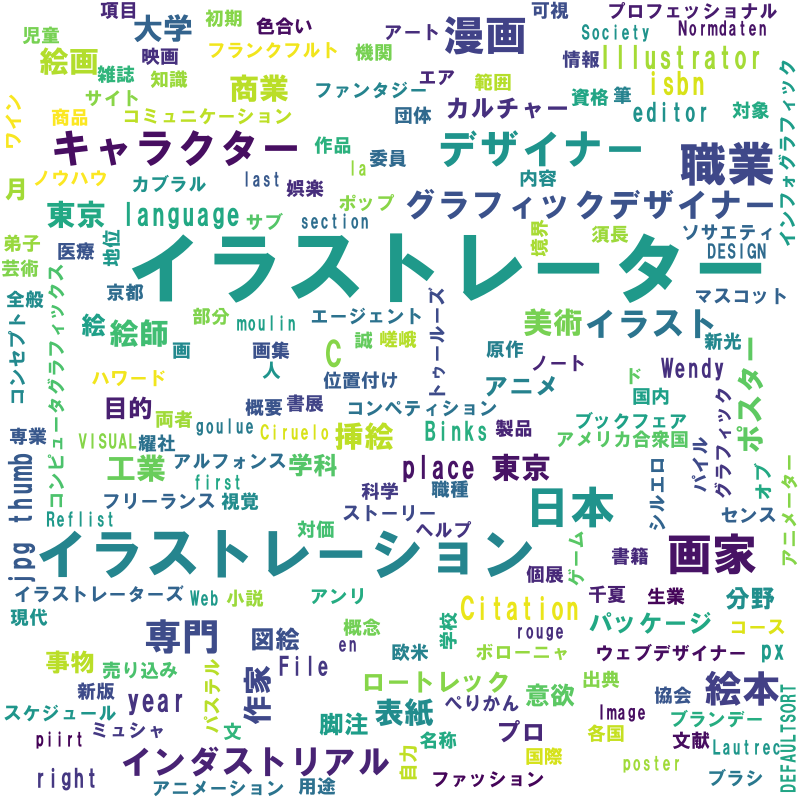 項目
大学
初期
色合い
アート
漫画
可視
プロフェッショナル
児童
絵画
映画
フランクフルト
機関
Society
Normdaten
雑誌
知識
商業
ファンタジー
エア
範囲
情報
Illustrator
isbn
サイト
資格
筆
ワイン
商品
コミュニケーション
団体
カルチャー
editor
対象
インフォグラフィック
キャラクター
作品
委員
la
デザイナー
職業
月
ノウハウ
カブラル
last
娯楽
ポップ
内容
グラフィックデザイナー
東京
language
サブ
section
境界
須長
ソサエティ
弟子
医療
地位
DESIGN
芸術
イラストレーター
全般
京都
マスコット
コンセプト
コンピュータグラフィックス
絵
絵師
部分
moulin
エージェント
トゥールーズ
美術
イラスト
新光
画
画集
C
誠
嵯峨
原作
ポスター
ハワード
人
位置付け
アニメ
ノート
ド
Wendy
目的
両者
概要
書展
コンペティション
国内
グラフィック
専業
VISUAL
耀社
goulue
Ciruelo
挿絵
Binks
製品
ブックフェア
アメリカ合衆国
工業
アルフォンス
学科
place
東京
シルエロ
バイル
オブ
アニメーター
jpg
thumb
first
科学
職種
フリーランス
視覚
ストーリー
日本
センス
Reflist
対価
ヘルプ
イラストレーション
ゲーム
書籍
画家
イラストレーターズ
Web
小説
アンリ
個展
千夏
生業
分野
現代
Citation
専門
図絵
概念
en
学校
rouge
パッケージ
コース
事物
売り込み
File
欧米
ボローニャ
ウェブデザイナー
px
新版
year
パステル
作家
ロートレック
意欲
出典
協会
絵本
スケジュール
ミュシャ
文
脚注
表紙
ぺりかん
プロ
Image
ブランデー
DEFAULTSORT
piirt
名称
各国
文献
Lautrec
インダストリアル
自力
国際
poster
right
アニメーション
用途
ファッション
ブラシ